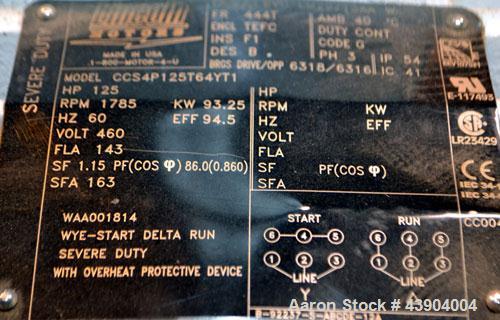 SEVERE DUTY
MOTORS
MADE IN USA
1-800-MOTOR-4-U
FR 444T
ENCL TEFC
INS F1
DES B
AMB 40 °C
DUTY CONT
CODE G
PH 3 IP 54
BRGS DRIVE/OPP 6318/6316 IC 41
MODEL CCS4P125T64YT1
HP 125
RPM 1785 KW 93.25
HZ 60 EFF 94.5
VOLT 460
FLA 143
SF 1.15 PF(COS φ) 86.0(0.860)
SFA 163
HP
RPM KW
HZ EFF
VOLT
FLA
SF PF(COS φ)
SFA
E-117493
LR23429
IEC 34
WAA001814
WYE-START DELTA RUN
SEVERE DUTY
WITH OVERHEAT PROTECTIVE DEVICE
START RUN
6 4 5 6 4 5
1 2 3 1 2 3
LINE LINE
Y
CC00
Aaron Stock # 43904004